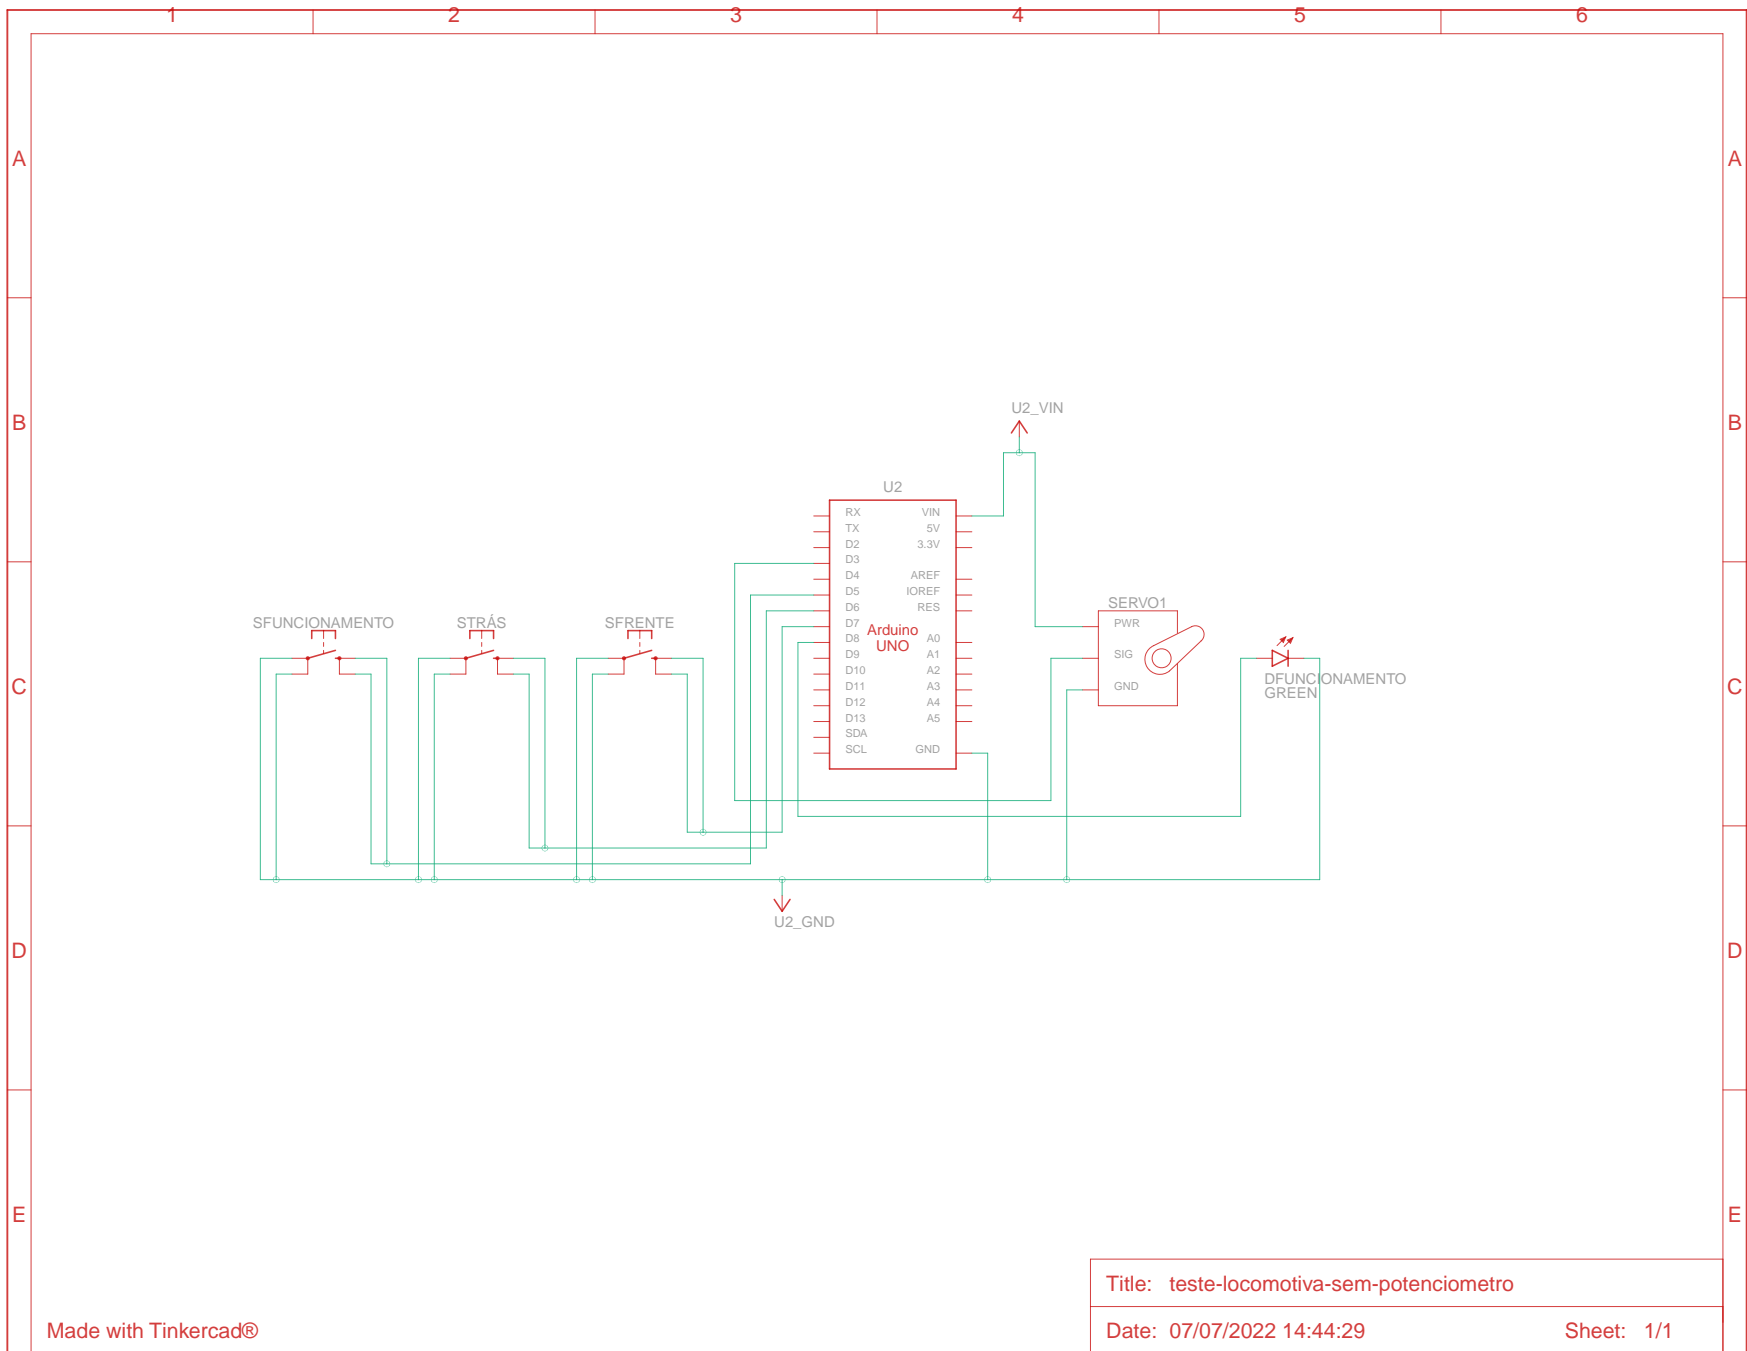 1 2 3 4 5 6
A A
B B
C C
D D
E E
U2_VIN
U2
RX VIN
TX 5V
D2 3.3V
D3
D4 AREF
D5 IOREF
D6 RES
D7
D8 A0
D9 A1
D10 A2
D11 A3
D12 A4
D13 A5
SDA
SCL GND
Arduino
UNO
SFUNCIONAMENTO
STRÁS
SFRENTE
SERVO1
PWR
SIG
GND
DFUNCIONAMENTO
GREEN
U2_GND
Title: teste-locomotiva-sem-potenciometro
Made with Tinkercad®
Date: 07/07/2022 14:44:29 Sheet: 1/1